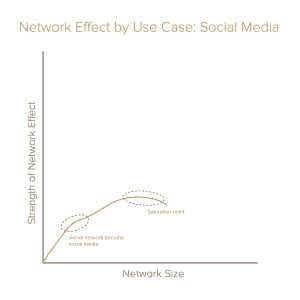 Network Effect by Use Case: Social Media
Strength of Network Effect
Social network become
social media
Saturation point
Network Size